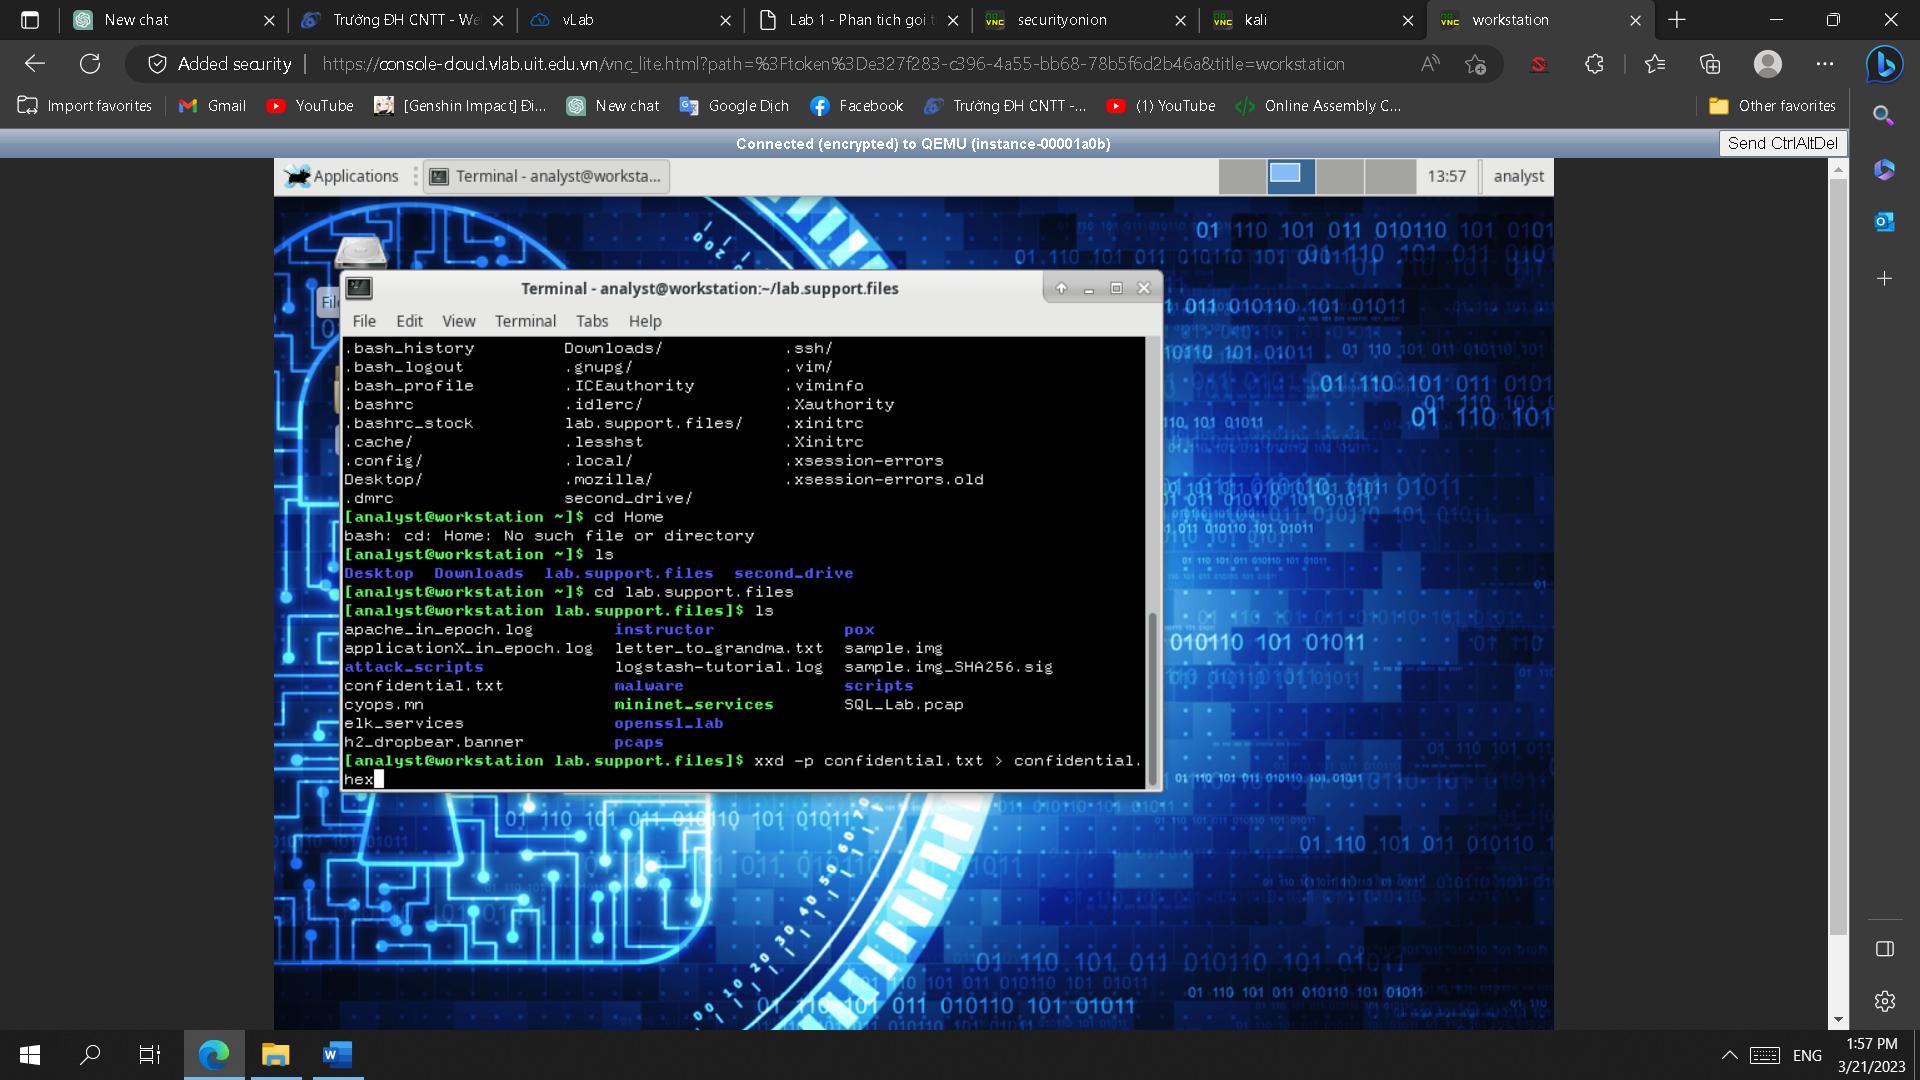 New chat
Trường ĐH CNTT - We
vLab
Lab 1 - Phan tich goi t
securityonion
kali
workstation
Added security
https://console-cloud.vlab.uit.edu.vn/vnc_lite.html?path=%3Ftoken%3De327f283-c396-4a55-bb68-78b5f6d2b46a&title=workstation
Import favorites
Gmail
YouTube
[Genshin Impact] Đi...
New chat
Google Dịch
Facebook
Trường ĐH CNTT -...
(1) YouTube
Online Assembly C...
Other favorites
Connected (encrypted) to QEMU (instance-00001a0b)
Send CtrlAltDel
Applications
Terminal - analyst@worksta...
13:57
analyst
Terminal - analyst@workstation:~/lab.support.files
File Edit View Terminal Tabs Help
.bash_history Downloads/ .ssh/
.bash_logout .gnupg/ .vim/
.bash_profile .ICEauthority .viminfo
.bashrc .idlerc/ .Xauthority
.bashrc_stock lab.support.files/ .xinitrc
.cache/ .lesshst .Xinitrc
.config/ .local/ .xsession-errors
Desktop/ .mozilla/ .xsession-errors.old
.dmrc second_drive/
[analyst@workstation ~]$ cd Home
bash: cd: Home: No such file or directory
[analyst@workstation ~]$ ls
Desktop Downloads lab.support.files second_drive
[analyst@workstation ~]$ cd lab.support.files
[analyst@workstation lab.support.files]$ ls
apache_in_epoch.log instructor pox
applicationX_in_epoch.log letter_to_grandma.txt sample.img
attack_scripts logstash-tutorial.log sample.img_SHA256.sig
confidential.txt malware scripts
cyops.mn mininet_services SQL_Lab.pcap
elk_services openssl_lab
h2_dropbear.banner pcaps
[analyst@workstation lab.support.files]$ xxd -p confidential.txt > confidential.
hex
ENG
1:57 PM
3/21/2023